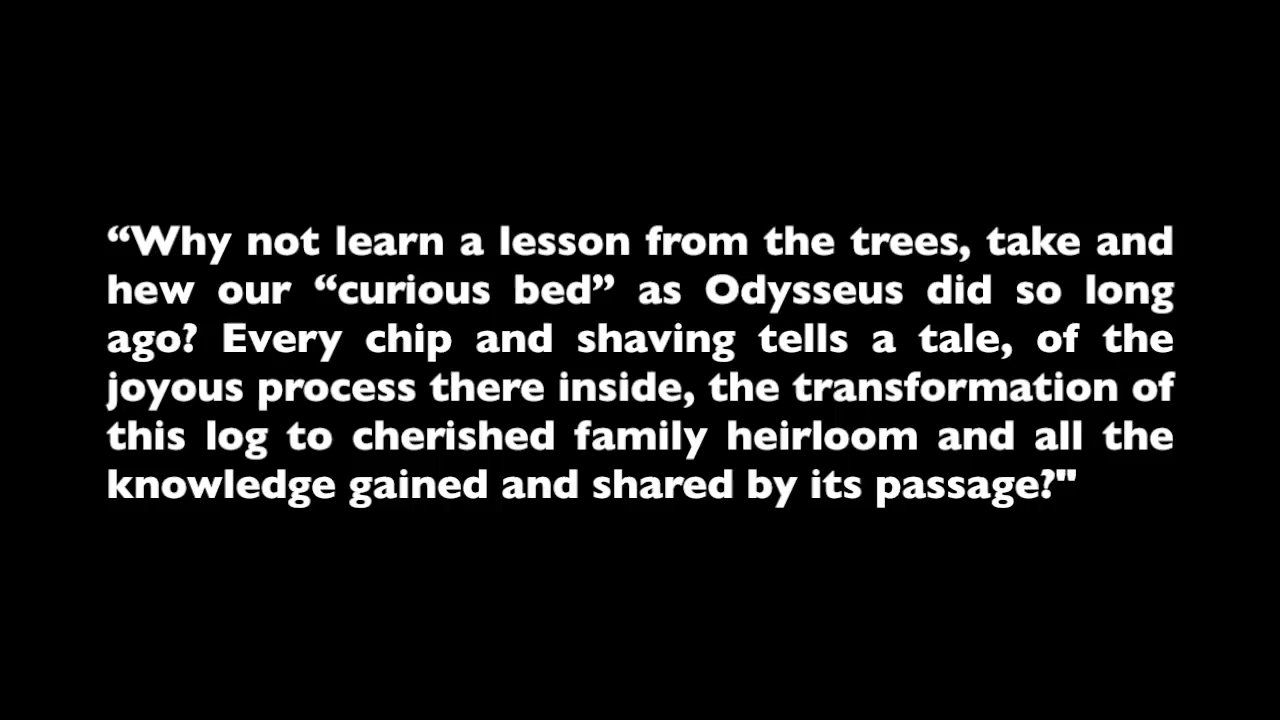 “Why not learn a lesson from the trees, take and
hew our “curious bed” as Odysseus did so long
ago? Every chip and shaving tells a tale, of the
joyous process there inside, the transformation of
this log to cherished family heirloom and all the
knowledge gained and shared by its passage?"